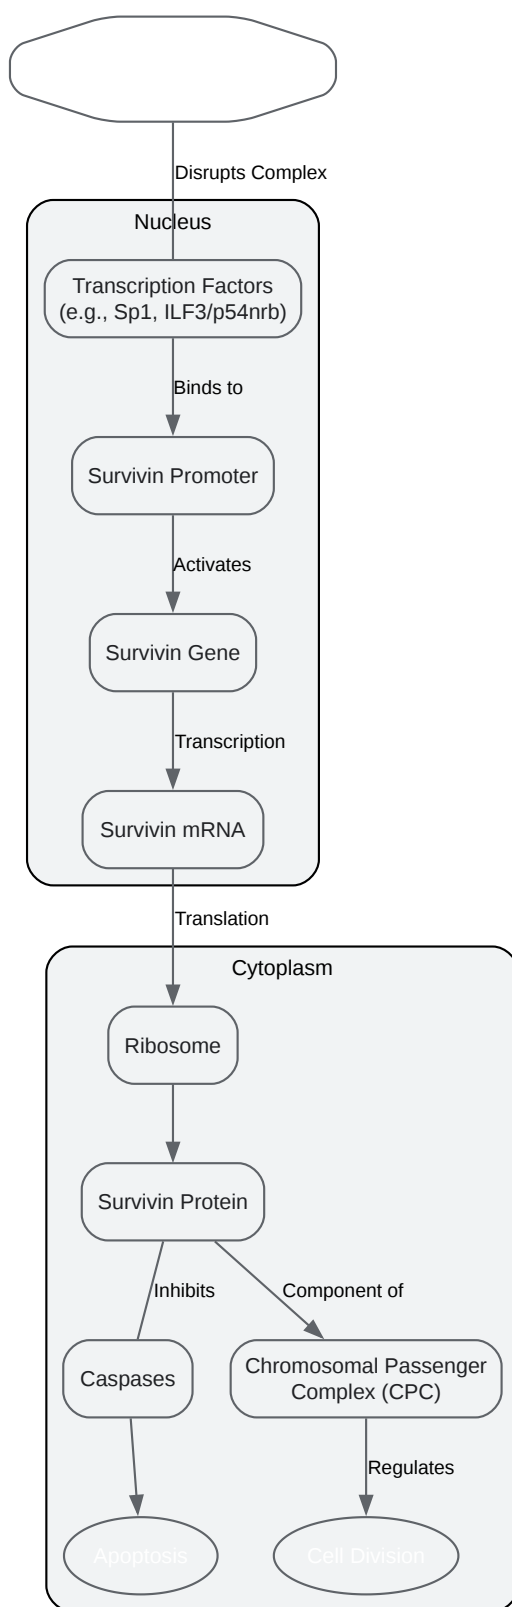 Disrupts Complex
Nucleus
Transcription Factors
(e.g., Sp1, ILF3/p54nrb)
Binds to
Survivin Promoter
Activates
Survivin Gene
Transcription
Survivin mRNA
Translation
Cytoplasm
Ribosome
Survivin Protein
Inhibits
Component of
Caspases
Chromosomal Passenger
Complex (CPC)
Regulates
Apoptosis
Cell Division